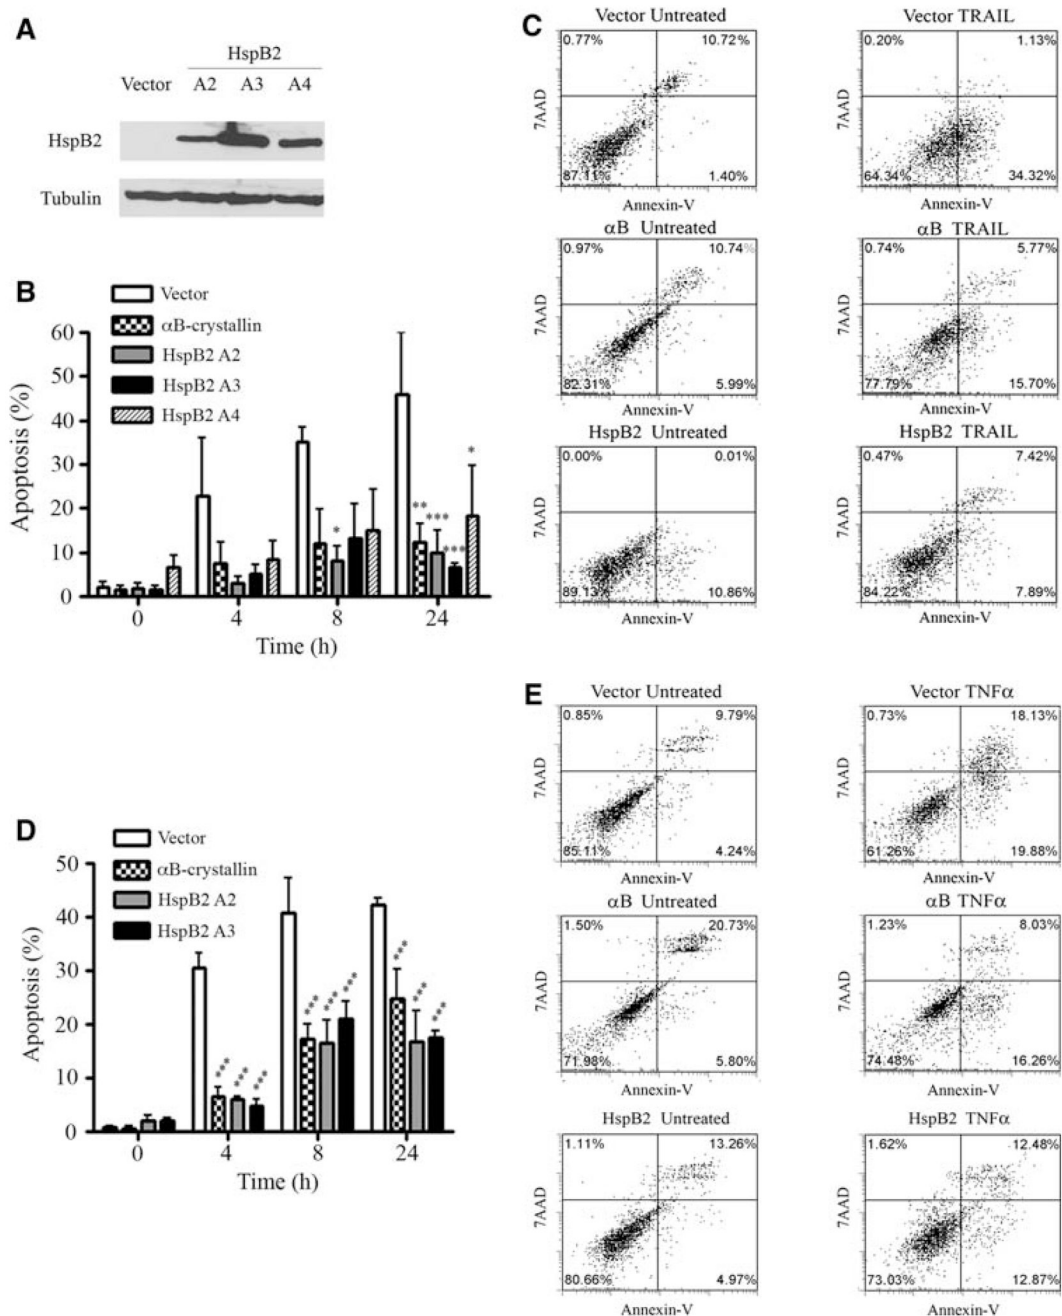 A
HspB2
Vector A2 A3 A4
HspB2
Tubulin
B
Vector
αB-crystallin
HspB2 A2
HspB2 A3
HspB2 A4
Apoptosis (%)
60
50
40
30
20
10
0
* ** *** *** *
0 4 8 24
Time (h)
C
Vector Untreated
0.77% 10.72%
7AAD
87.11% 1.40%
Annexin-V
Vector TRAIL
0.20% 1.13%
7AAD
64.34% 34.32%
Annexin-V
αB Untreated
0.97% 10.74%
7AAD
82.31% 5.99%
Annexin-V
αB TRAIL
0.74% 5.77%
7AAD
77.79% 15.70%
Annexin-V
HspB2 Untreated
0.00% 0.01%
7AAD
89.13% 10.86%
Annexin-V
HspB2 TRAIL
0.47% 7.42%
7AAD
84.22% 7.89%
Annexin-V
D
Vector
αB-crystallin
HspB2 A2
HspB2 A3
Apoptosis (%)
50
40
30
20
10
0
*** *** *** *** *** *** *** *** ***
0 4 8 24
Time (h)
E
Vector Untreated
0.85% 9.79%
7AAD
85.11% 4.24%
Annexin-V
Vector TNFα
0.73% 18.13%
7AAD
61.26% 19.88%
Annexin-V
αB Untreated
1.50% 20.73%
7AAD
71.98% 5.80%
Annexin-V
αB TNFα
1.23% 8.03%
7AAD
74.48% 16.26%
Annexin-V
HspB2 Untreated
1.11% 13.26%
7AAD
80.66% 4.97%
Annexin-V
HspB2 TNFα
1.62% 12.48%
7AAD
73.03% 12.87%
Annexin-V